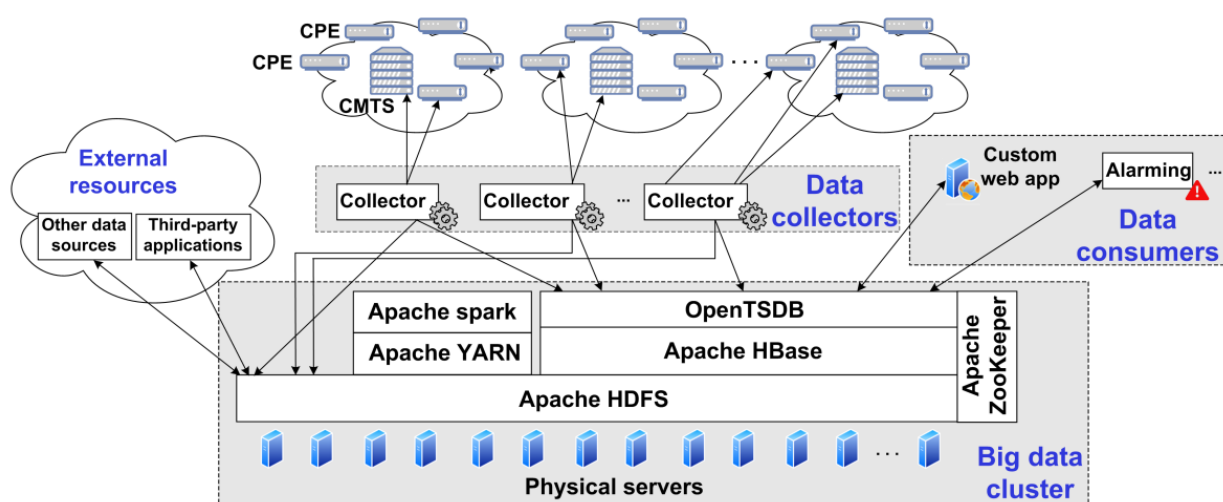 CPE
CPE
CMTS
...
External
resources
Other data
sources
Third-party
applications
Collector
Collector
...
Collector
Data
collectors
Custom
web app
Alarming
...
Data
consumers
Apache spark
Apache YARN
OpenTSDB
Apache HBase
Apache
ZooKeeper
Apache HDFS
...
Physical servers
Big data
cluster